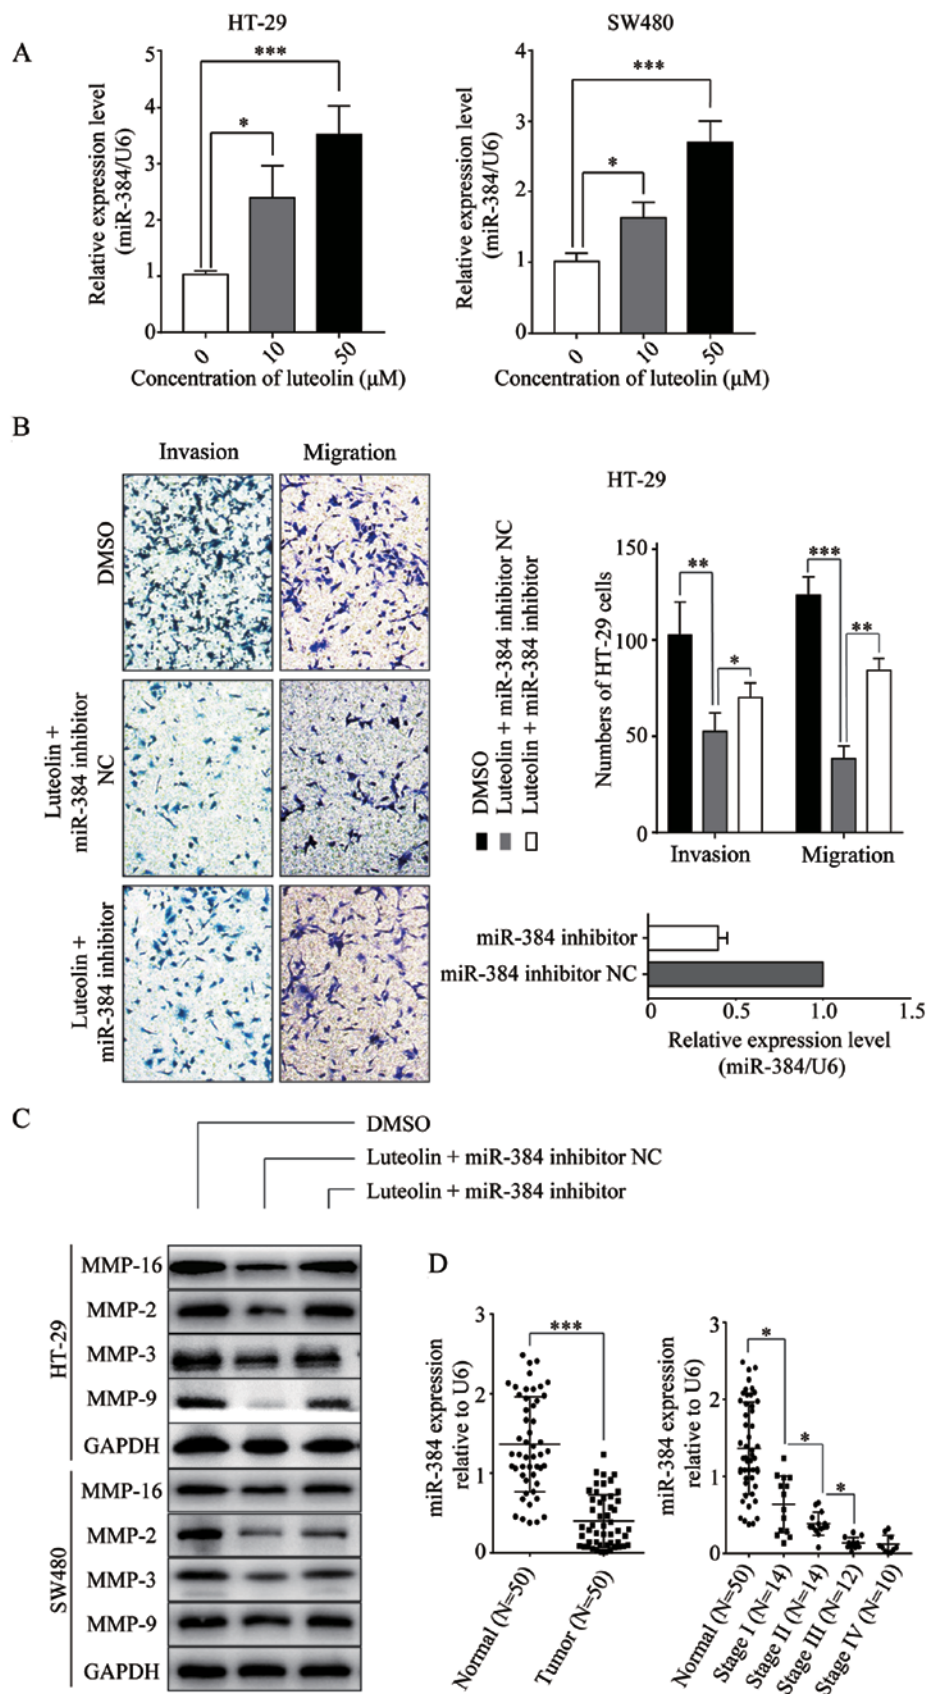 A
HT-29
SW480
Relative expression level
(miR-384/U6)
5
4
3
2
1
0
***
*
0
10
50
Concentration of luteolin (μM)
Relative expression level
(miR-384/U6)
4
3
2
1
0
***
*
0
10
50
Concentration of luteolin (μM)
B
Invasion
Migration
DMSO
Luteolin +
miR-384 inhibitor
NC
Luteolin +
miR-384 inhibitor
DMSO
Luteolin + miR-384 inhibitor NC
Luteolin + miR-384 inhibitor
HT-29
Numbers of HT-29 cells
150
100
50
0
**
*
***
**
Invasion
Migration
miR-384 inhibitor
miR-384 inhibitor NC
0
0.5
1.0
1.5
Relative expression level
(miR-384/U6)
C
DMSO
Luteolin + miR-384 inhibitor NC
Luteolin + miR-384 inhibitor
HT-29
MMP-16
MMP-2
MMP-3
MMP-9
GAPDH
SW480
MMP-16
MMP-2
MMP-3
MMP-9
GAPDH
D
miR-384 expression
relative to U6)
3
2
1
0
***
Normal (N=50)
Tumor (N=50)
miR-384 expression
relative to U6)
3
2
1
0
*
*
*
Normal (N=50)
Stage I (N=14)
Stage II (N=14)
Stage III (N=12)
Stage IV (N=10)